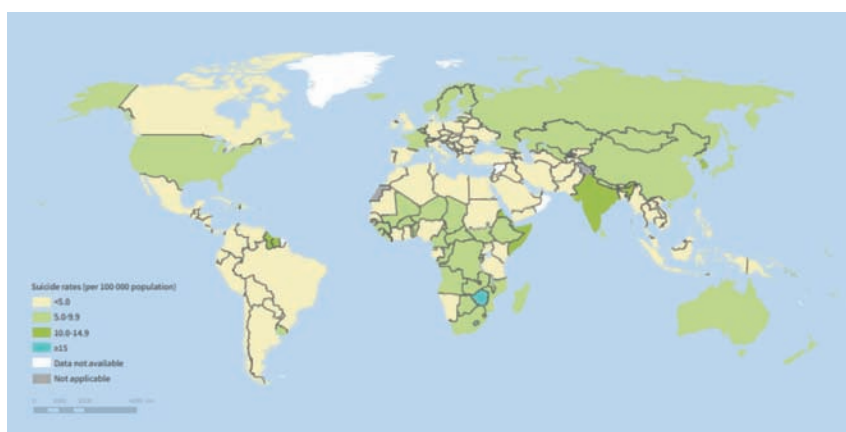 Suicide rates (per 100 000 population)
<5.0
5.0-9.9
10.0-14.9
≥15
Data not available
Not applicable
0